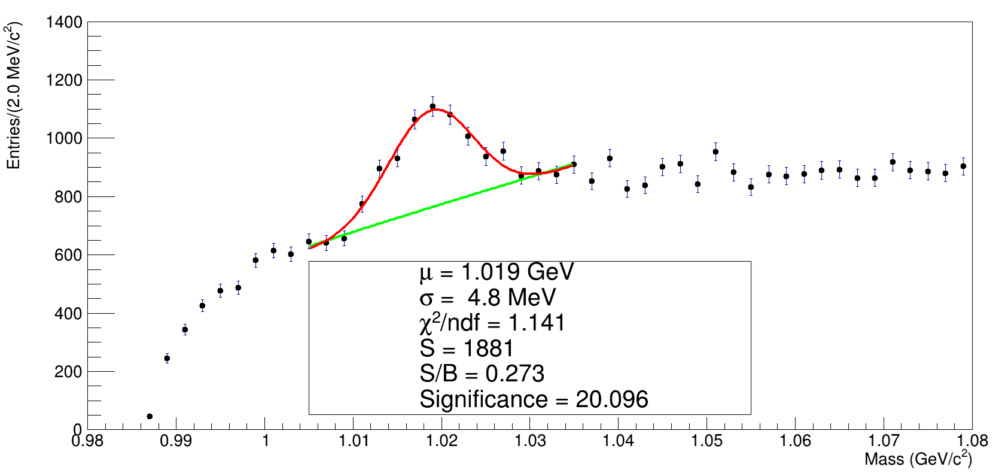 Entries/(2.0 MeV/c²)
1400
1200
1000
800
600
400
200
0
μ = 1.019 GeV
σ = 4.8 MeV
χ²/ndf = 1.141
S = 1881
S/B = 0.273
Significance = 20.096
0.98 0.99 1 1.01 1.02 1.03 1.04 1.05 1.06 1.07 1.08
Mass (GeV/c²)